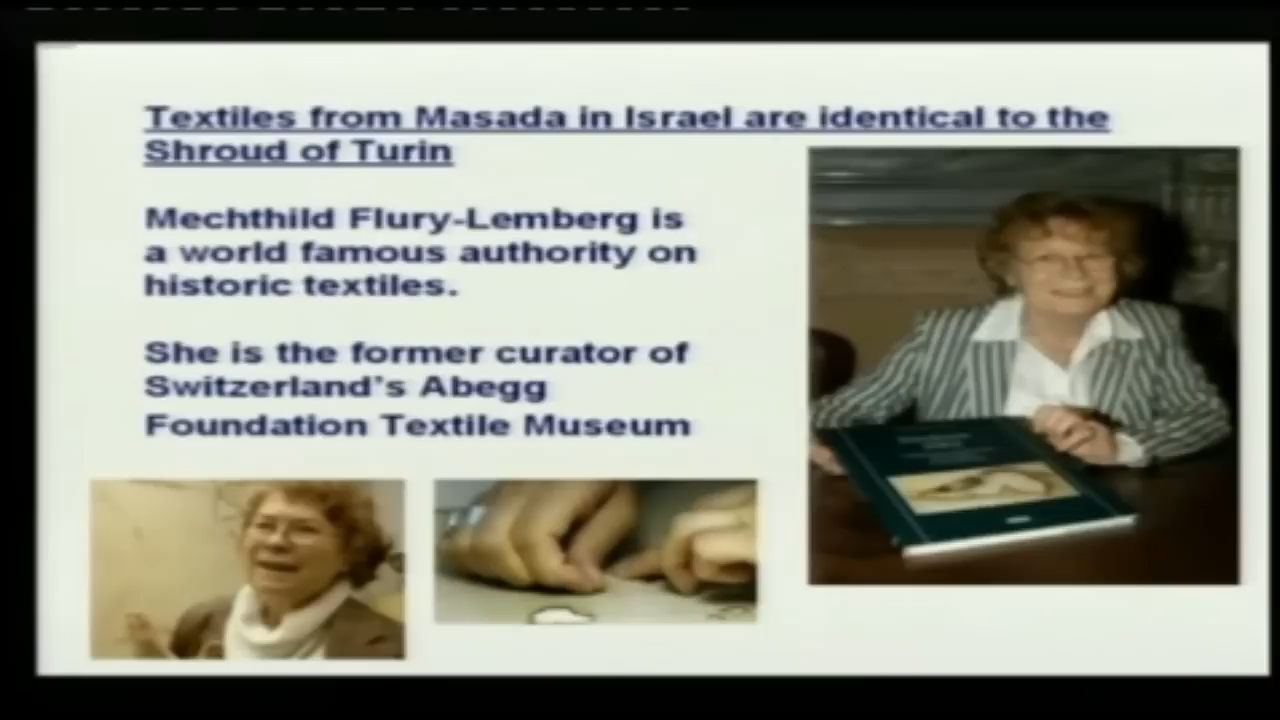 Textiles from Masada in Israel are identical to the
Shroud of Turin
Mechthild Flury-Lemberg is
a world famous authority on
historic textiles.
She is the former curator of
Switzerland's Abegg
Foundation Textile Museum